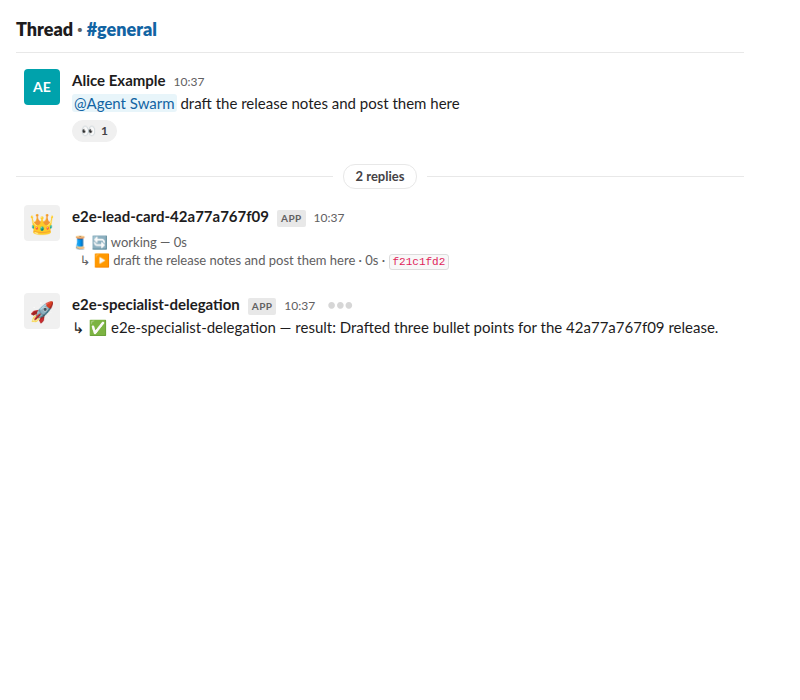 Thread • #general
AE
Alice Example 10:37
@Agent Swarm draft the release notes and post them here
👀 1
2 replies
e2e-lead-card-42a77a767f09 APP 10:37
🧵 🔄 working — 0s
↳ ▶️ draft the release notes and post them here · 0s · f21c1fd2
e2e-specialist-delegation APP 10:37
↳ ✅ e2e-specialist-delegation — result: Drafted three bullet points for the 42a77a767f09 release.